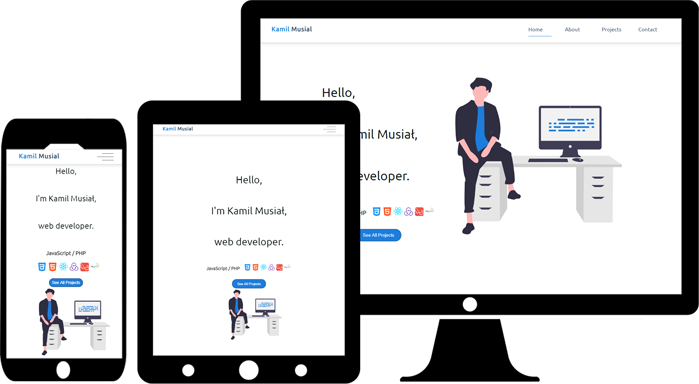 Kamil Musial
Home About Projects Contact
Hello,
mil Musiał,
eveloper.
HP
See All Projects
Kamil Musial
Hello,
I'm Kamil Musiał,
web developer.
JavaScript / PHP
See All Projects
Kamil Musial
Hello,
I'm Kamil Musiał,
web developer.
JavaScript / PHP
See All Projects